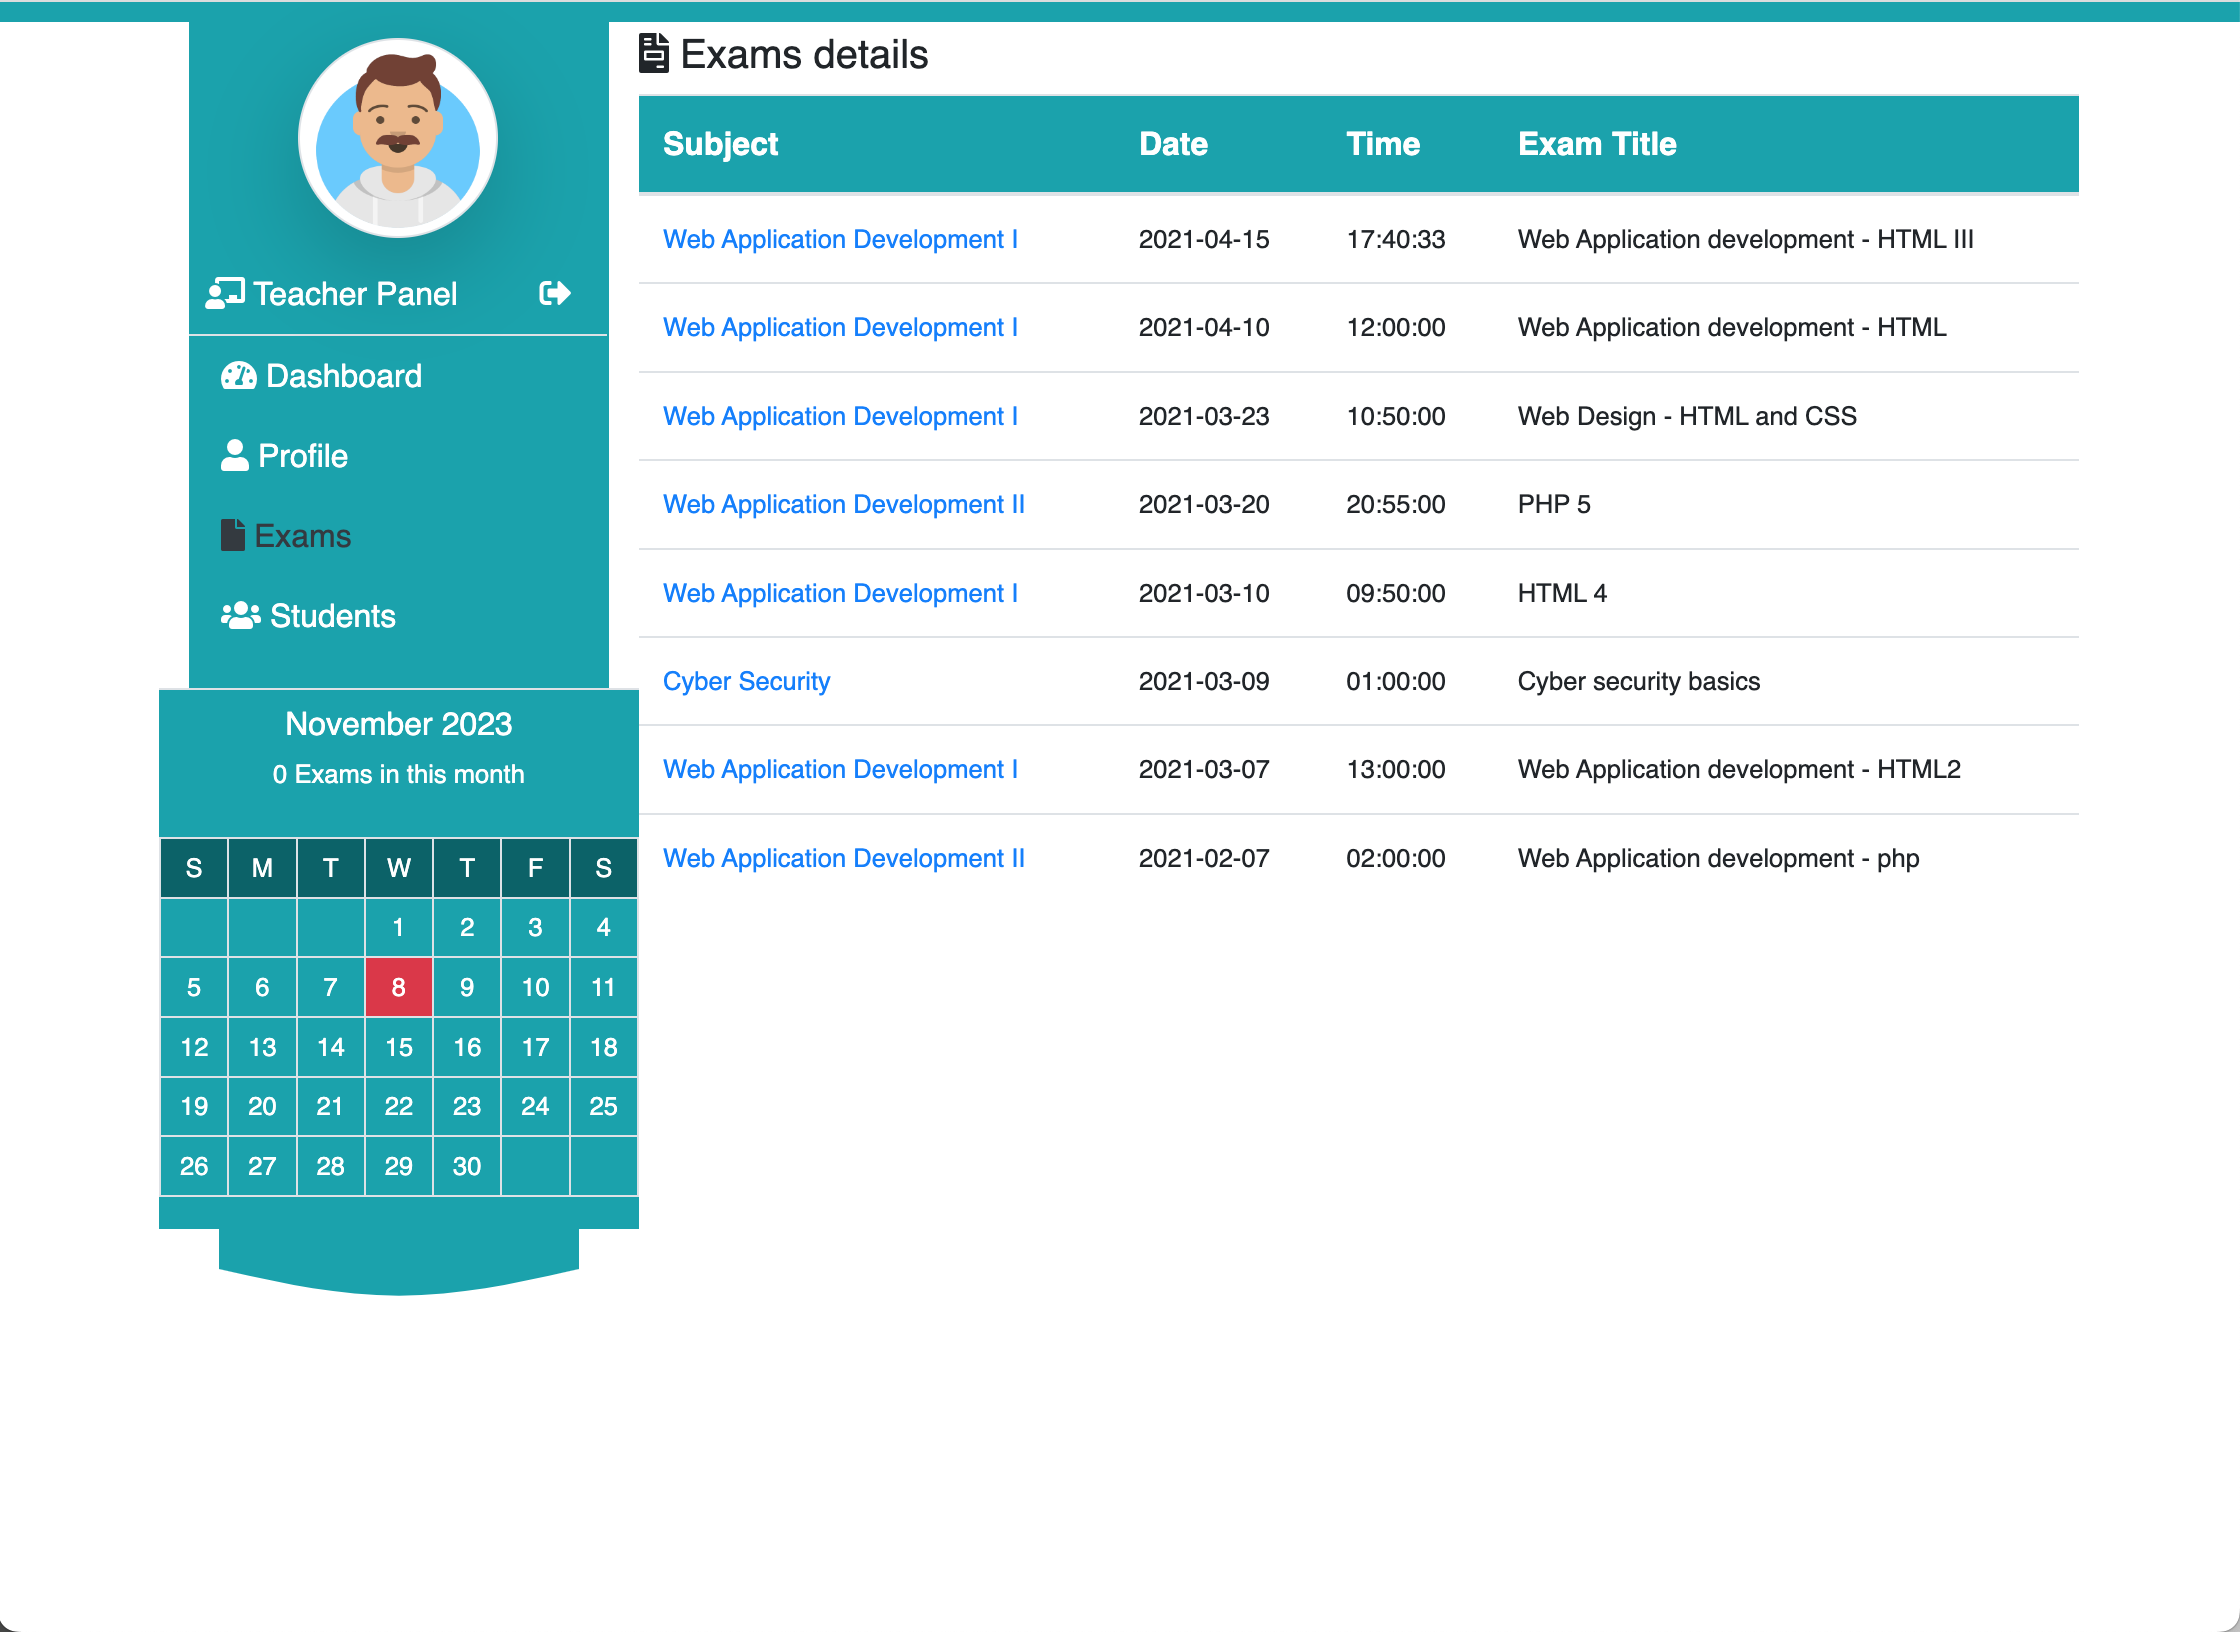 Teacher Panel
Dashboard
Profile
Exams
Students
November 2023
0 Exams in this month
S M T W T F S
1 2 3 4
5 6 7 8 9 10 11
12 13 14 15 16 17 18
19 20 21 22 23 24 25
26 27 28 29 30
Exams details
Subject Date Time Exam Title
Web Application Development I 2021-04-15 17:40:33 Web Application development - HTML III
Web Application Development I 2021-04-10 12:00:00 Web Application development - HTML
Web Application Development I 2021-03-23 10:50:00 Web Design - HTML and CSS
Web Application Development II 2021-03-20 20:55:00 PHP 5
Web Application Development I 2021-03-10 09:50:00 HTML 4
Cyber Security 2021-03-09 01:00:00 Cyber security basics
Web Application Development I 2021-03-07 13:00:00 Web Application development - HTML2
Web Application Development II 2021-02-07 02:00:00 Web Application development - php